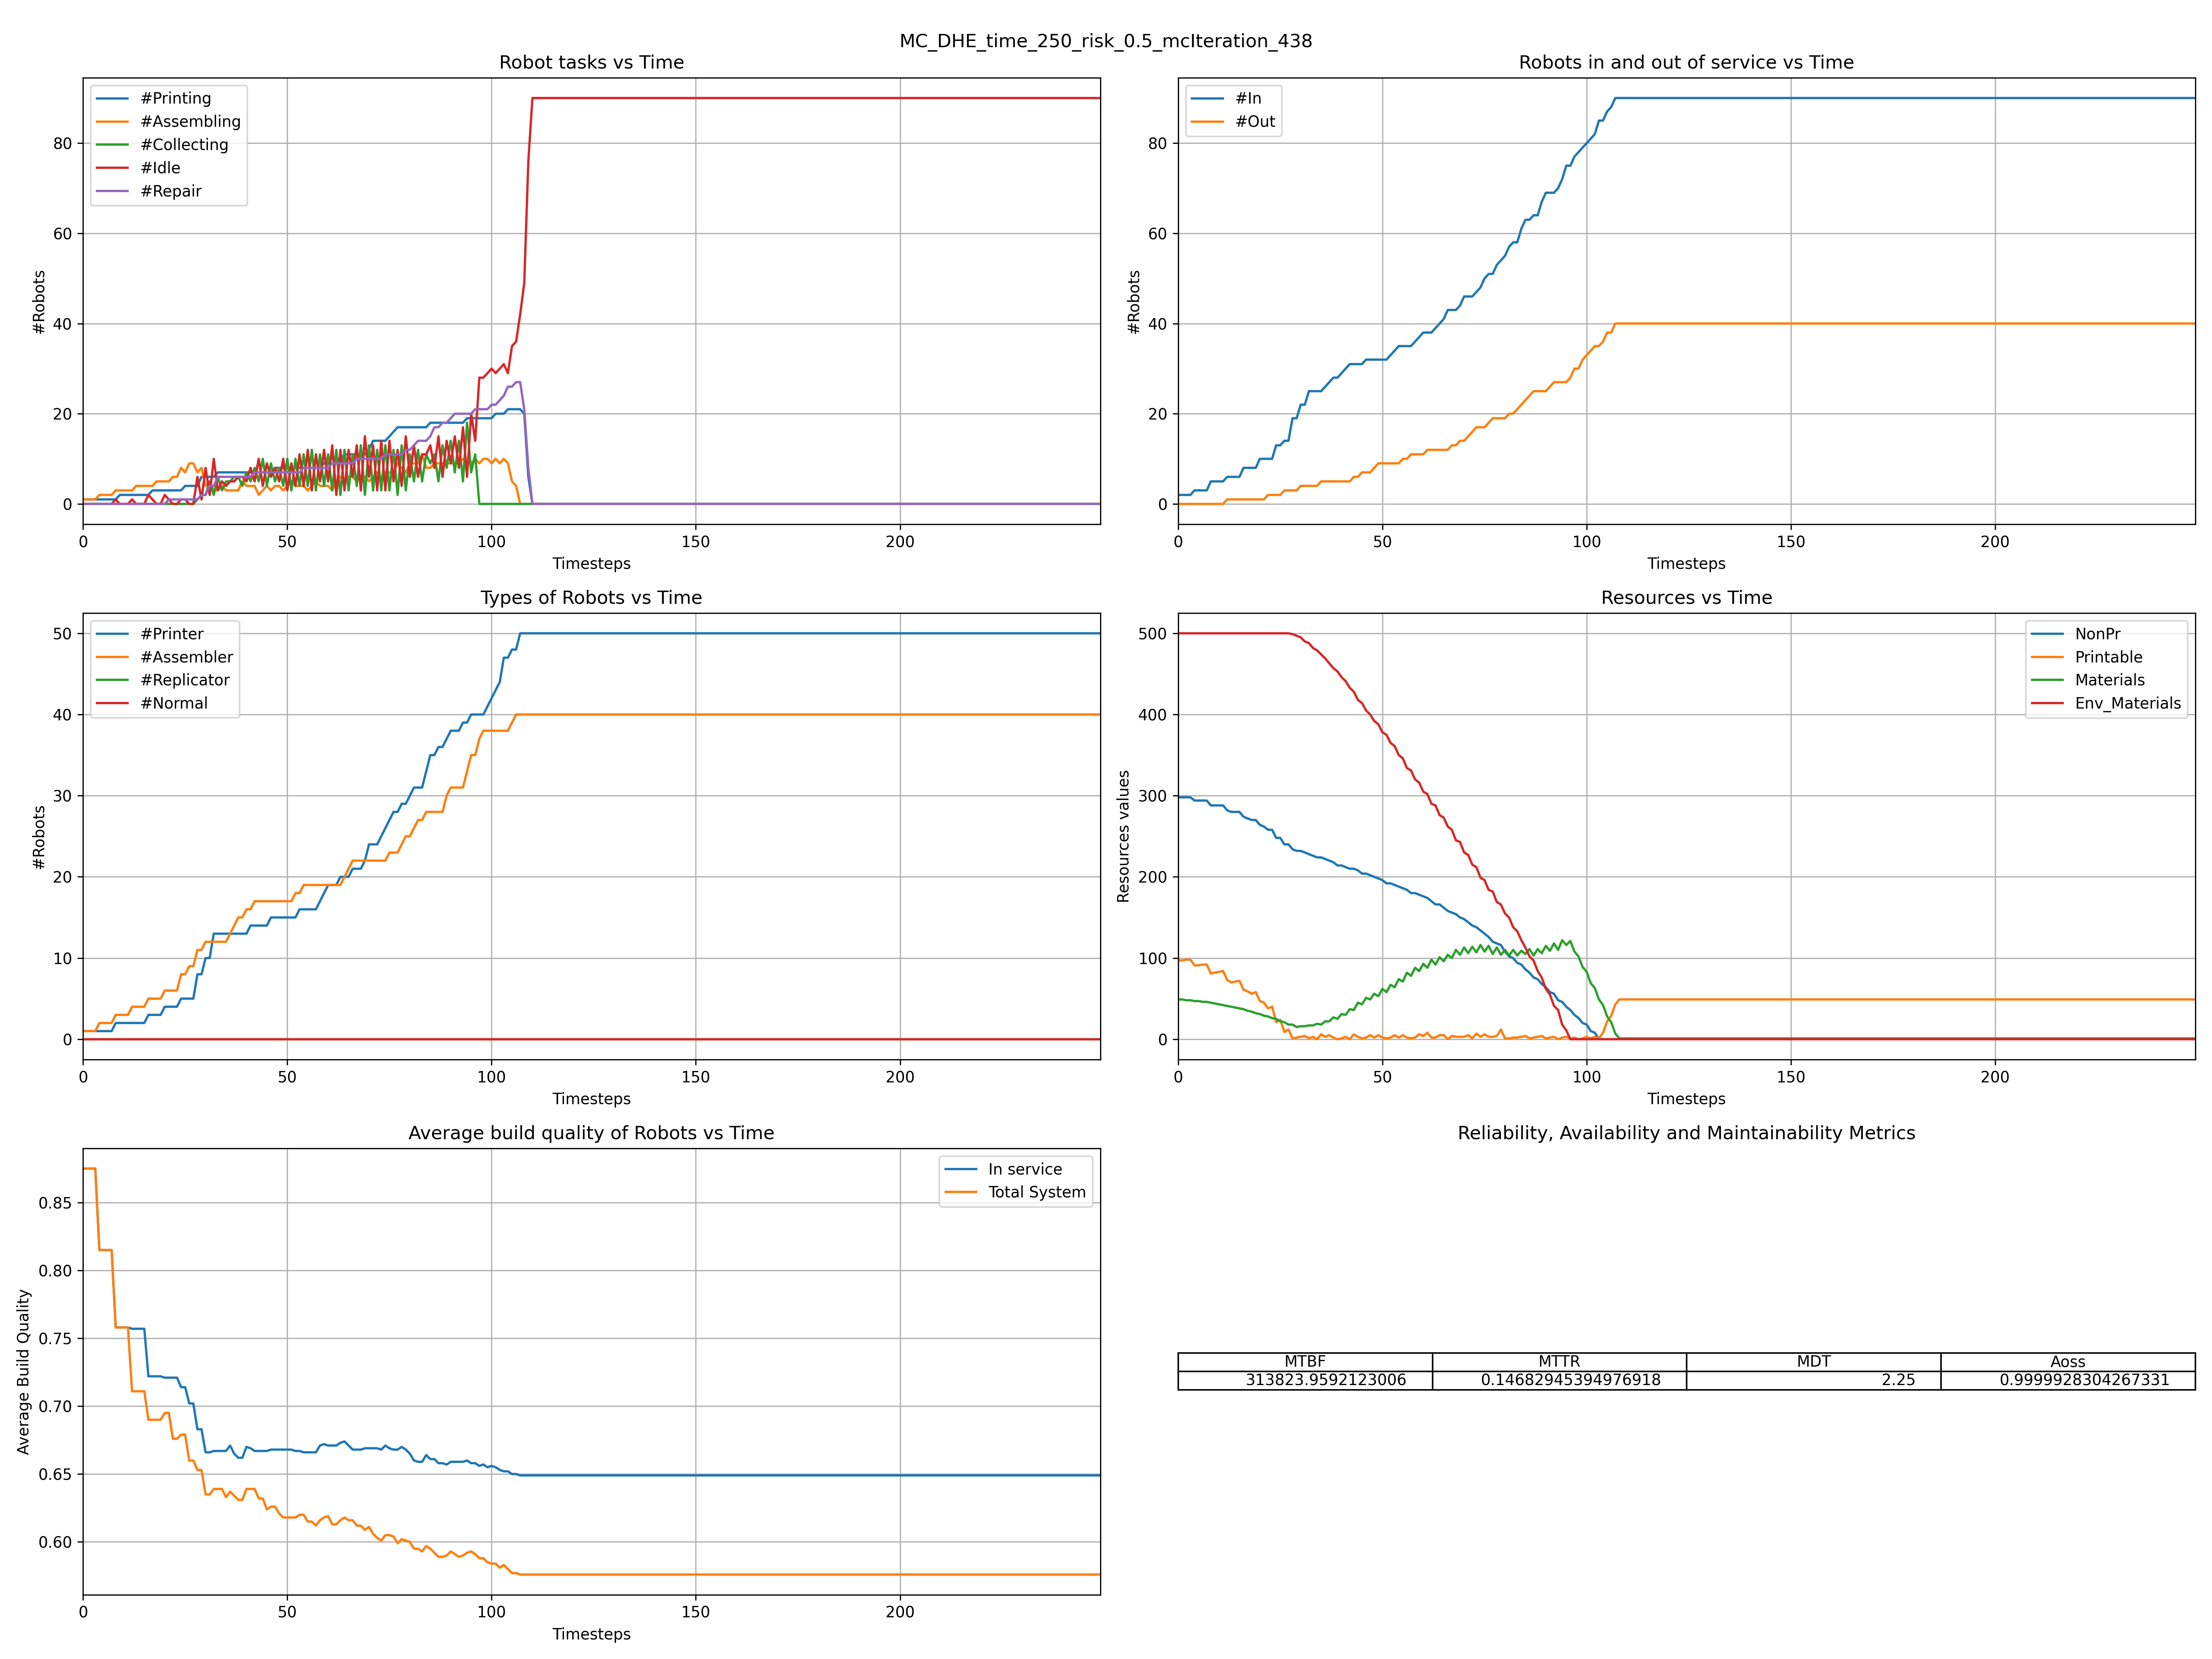 MC_DHE_time_250_risk_0.5_mcIteration_438
Robot tasks vs Time
#Printing
#Assembling
#Collecting
#Idle
#Repair
80
60
40
20
0
#Robots
0 50 100 150 200
Timesteps
Robots in and out of service vs Time
#In
#Out
80
60
40
20
0
#Robots
0 50 100 150 200
Timesteps
Types of Robots vs Time
#Printer
#Assembler
#Replicator
#Normal
50
40
30
20
10
0
#Robots
0 50 100 150 200
Timesteps
Resources vs Time
NonPr
Printable
Materials
Env_Materials
500
400
300
200
100
0
Resources values
0 50 100 150 200
Timesteps
Average build quality of Robots vs Time
In service
Total System
0.85
0.80
0.75
0.70
0.65
0.60
Average Build Quality
0 50 100 150 200
Timesteps
Reliability, Availability and Maintainability Metrics
MTBF MTTR MDT Aoss
313823.9592123006 0.14682945394976918 2.25 0.9999928304267331